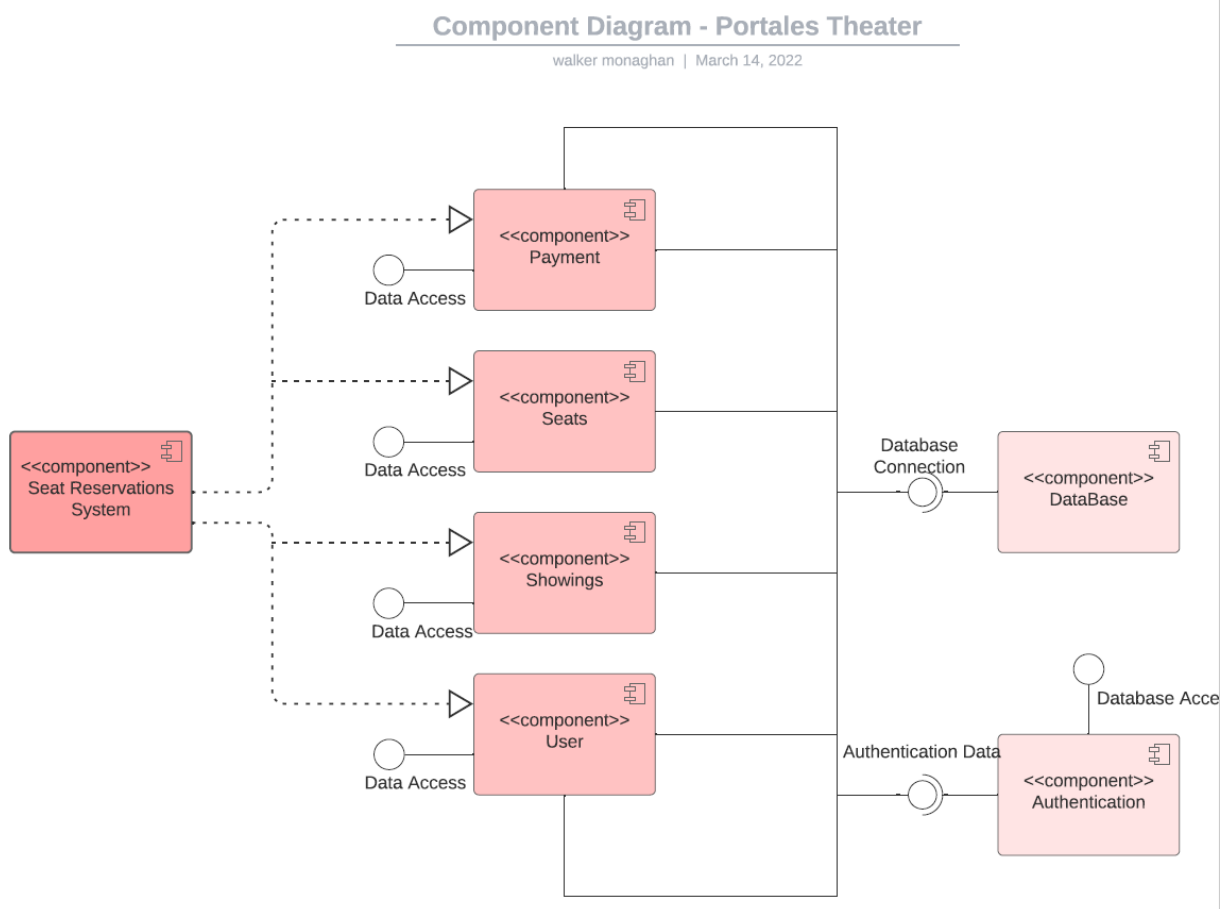 Component Diagram - Portales Theater
walker monaghan | March 14, 2022
<<component>>
Payment
Data Access
<<component>>
Seats
Data Access
<<component>>
Seat Reservations
System
Database
Connection
<<component>>
DataBase
<<component>>
Showings
Data Access
<<component>>
User
Data Access
Database Acce
Authentication Data
<<component>>
Authentication